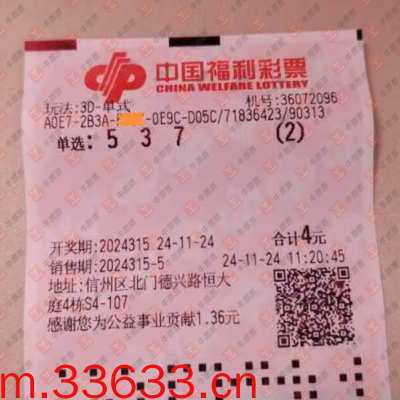 中国福利彩票
CHINA WELFARE LOTTERY
玩法:3D-单式 机号:36072096
A0E7-2B3A- -0E9C-D05C/71836423/90313
单选: 5 3 7 (2)
开奖期:2024315 24-11-24 合计4元
销售期:2024315-5 24-11-24 11:20:45
地址:信州区北门德兴路恒大
庭4栋S4-107
感谢您为公益事业贡献1.36元
m.33633.cn